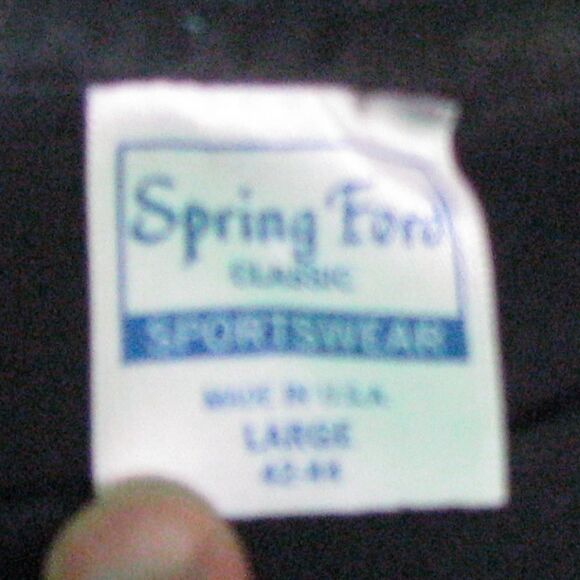 Spring Ford
CLASSIC
SPORTSWEAR
MADE IN U.S.A.
LARGE
42-44